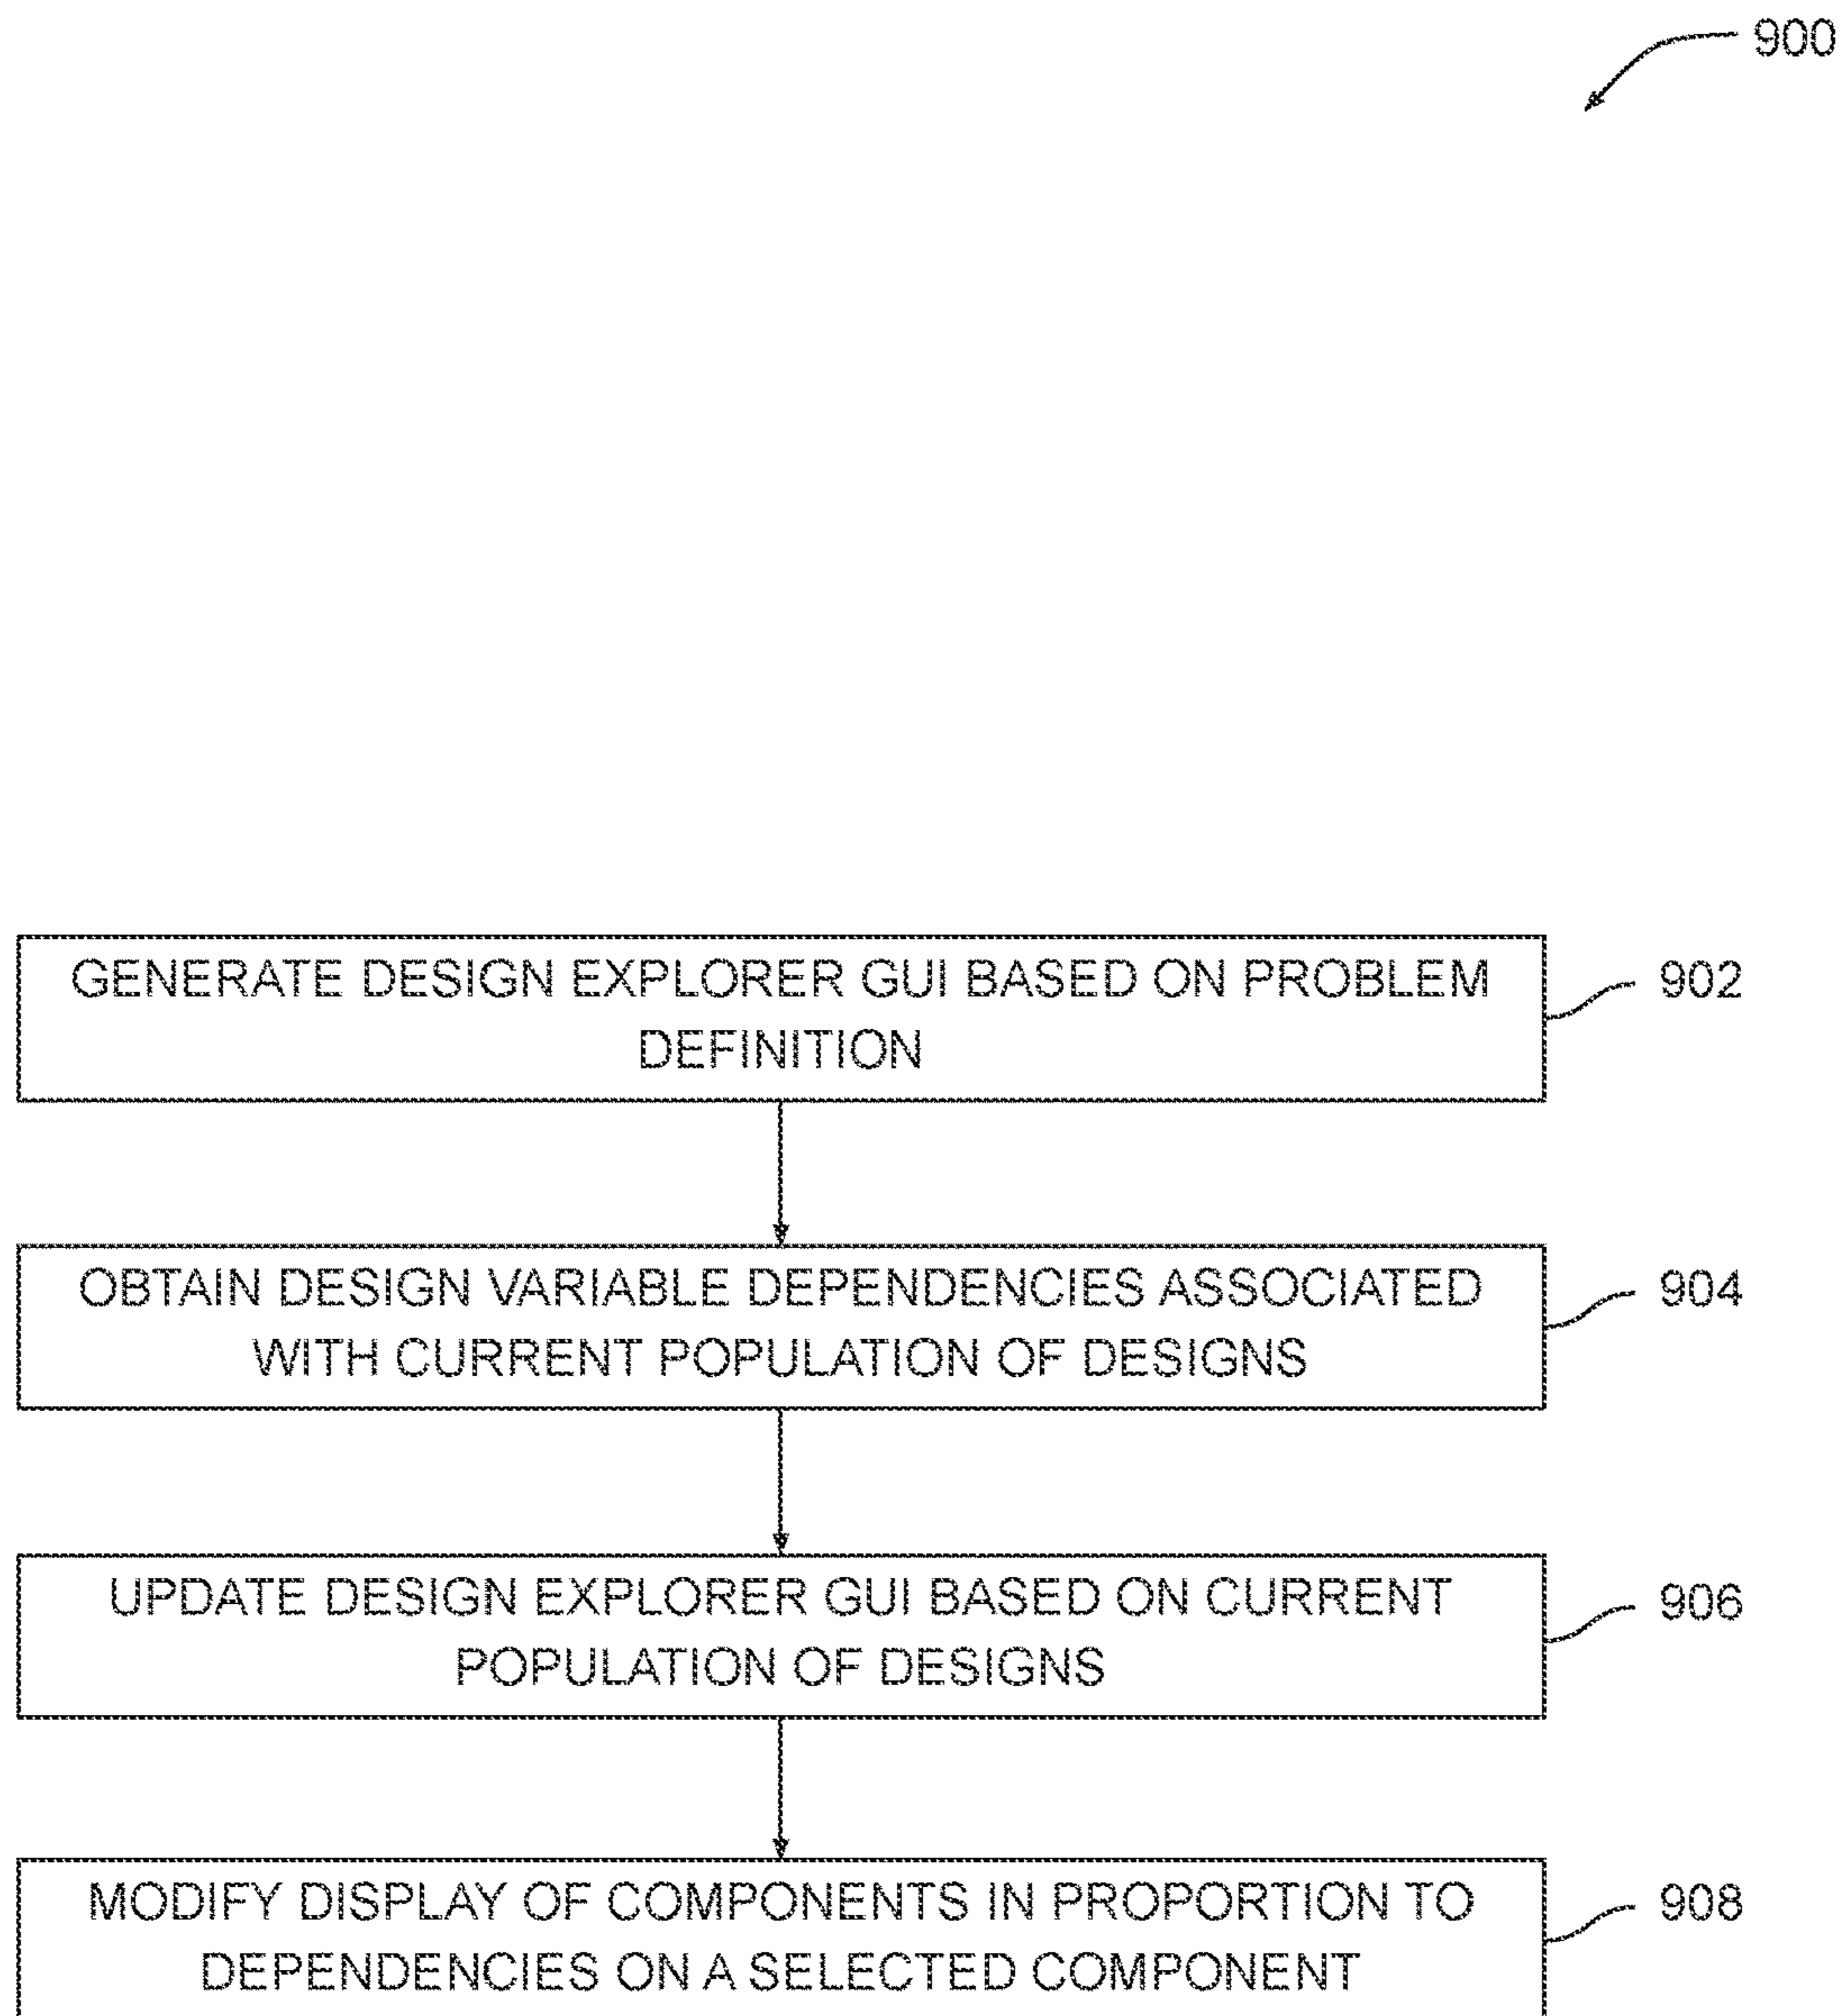 900
GENERATE DESIGN EXPLORER GUI BASED ON PROBLEM
DEFINITION
902
OBTAIN DESIGN VARIABLE DEPENDENCIES ASSOCIATED
WITH CURRENT POPULATION OF DESIGNS
904
UPDATE DESIGN EXPLORER GUI BASED ON CURRENT
POPULATION OF DESIGNS
906
MODIFY DISPLAY OF COMPONENTS IN PROPORTION TO
DEPENDENCIES ON A SELECTED COMPONENT
908